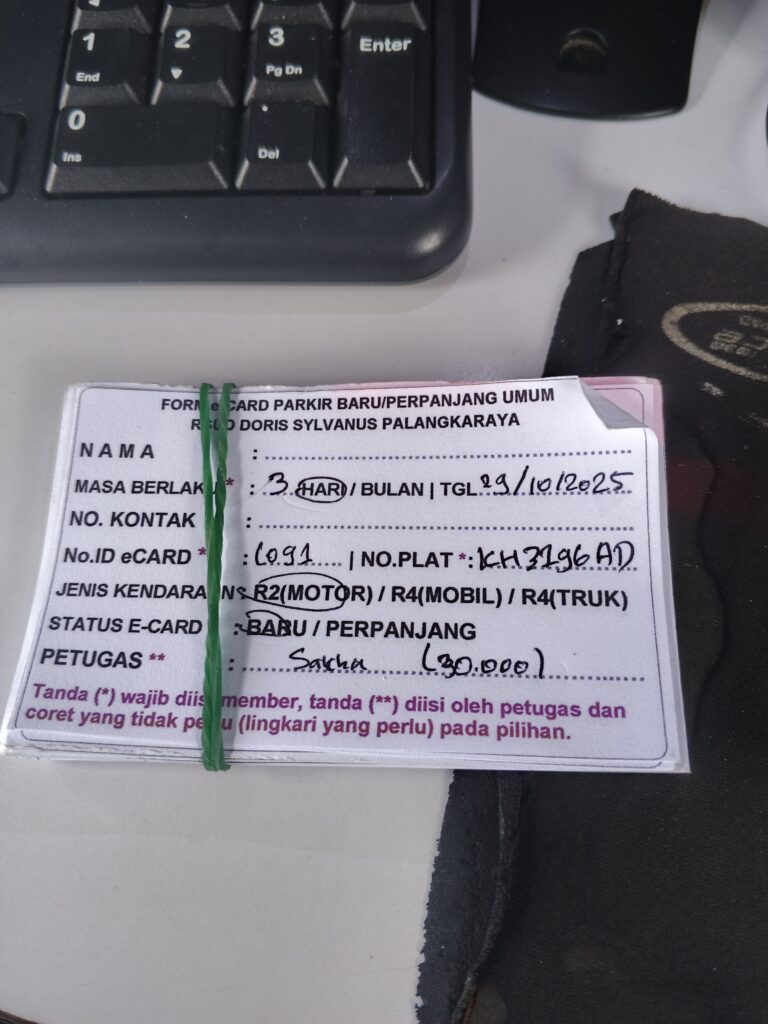 1
End
2
3
Pg Dn
Enter
0
Ins
Del
FORM eCARD PARKIR BARU/PERPANJANG UMUM
RSUD DORIS SYLVANUS PALANGKARAYA
NAMA :
MASA BERLAKU * : 3 HARI / BULAN | TGL 29/10/2025
NO. KONTAK :
No.ID eCARD * : L091 | NO.PLAT * : KH3796AD
JENIS KENDARAAN R2(MOTOR) / R4(MOBIL) / R4(TRUK)
STATUS E-CARD : BARU / PERPANJANG
PETUGAS ** : Sakha (30.000)
Tanda (*) wajib diisi member, tanda (**) diisi oleh petugas dan
coret yang tidak perlu (lingkari yang perlu) pada pilihan.